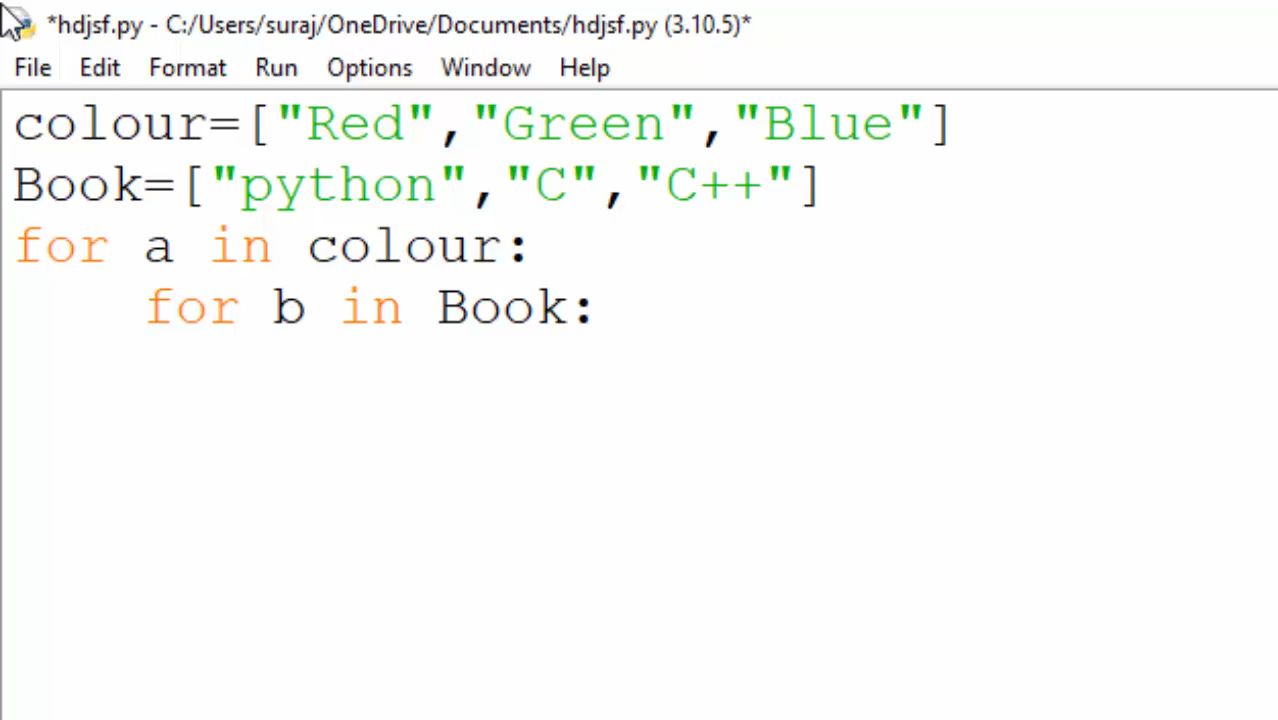 *hdjsf.py - C:/Users/suraj/OneDrive/Documents/hdjsf.py (3.10.5)*
File Edit Format Run Options Window Help
colour=["Red","Green","Blue"]
Book=["python","C","C++"]
for a in colour:
    for b in Book: